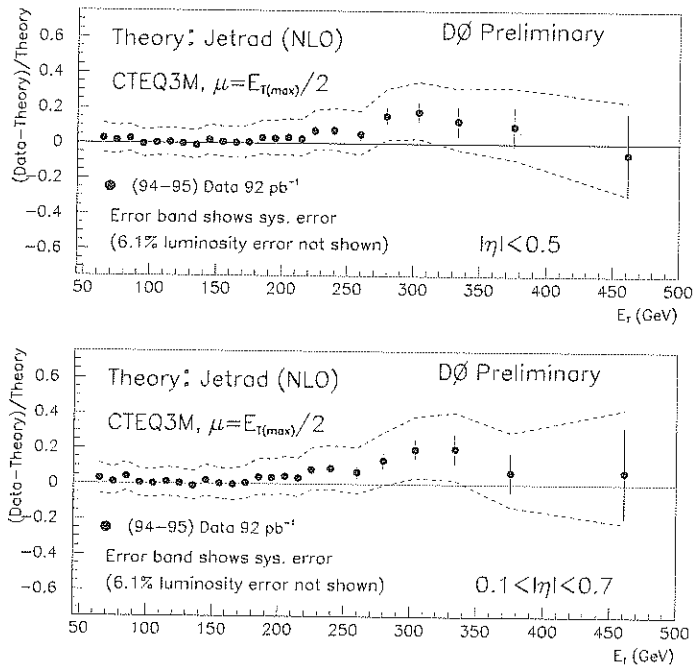 (Data-Theory)/Theory
0.6
0.4
0.2
0
-0.2
-0.4
-0.6
Theory: Jetrad (NLO)
DØ Preliminary
CTEQ3M, μ=E_T(max)/2
(94-95) Data 92 pb⁻¹
Error band shows sys. error
(6.1% luminosity error not shown)
|η|<0.5
50 100 150 200 250 300 350 400 450 500
E_T (GeV)
(Data-Theory)/Theory
0.6
0.4
0.2
0
-0.2
-0.4
-0.6
Theory: Jetrad (NLO)
DØ Preliminary
CTEQ3M, μ=E_T(max)/2
(94-95) Data 92 pb⁻¹
Error band shows sys. error
(6.1% luminosity error not shown)
0.1<|η|<0.7
50 100 150 200 250 300 350 400 450 500
E_T (GeV)